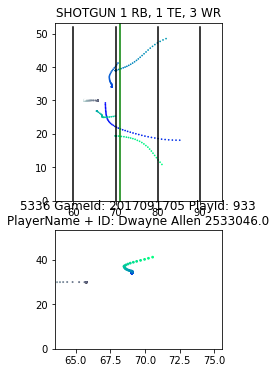 SHOTGUN 1 RB, 1 TE, 3 WR
50
40
30
20
10
0
60 70 80 90
5336 GameId: 2017091705 PlayId: 933
PlayerName + ID: Dwayne Allen 2533046.0
40
20
0
65.0 67.5 70.0 72.5 75.0